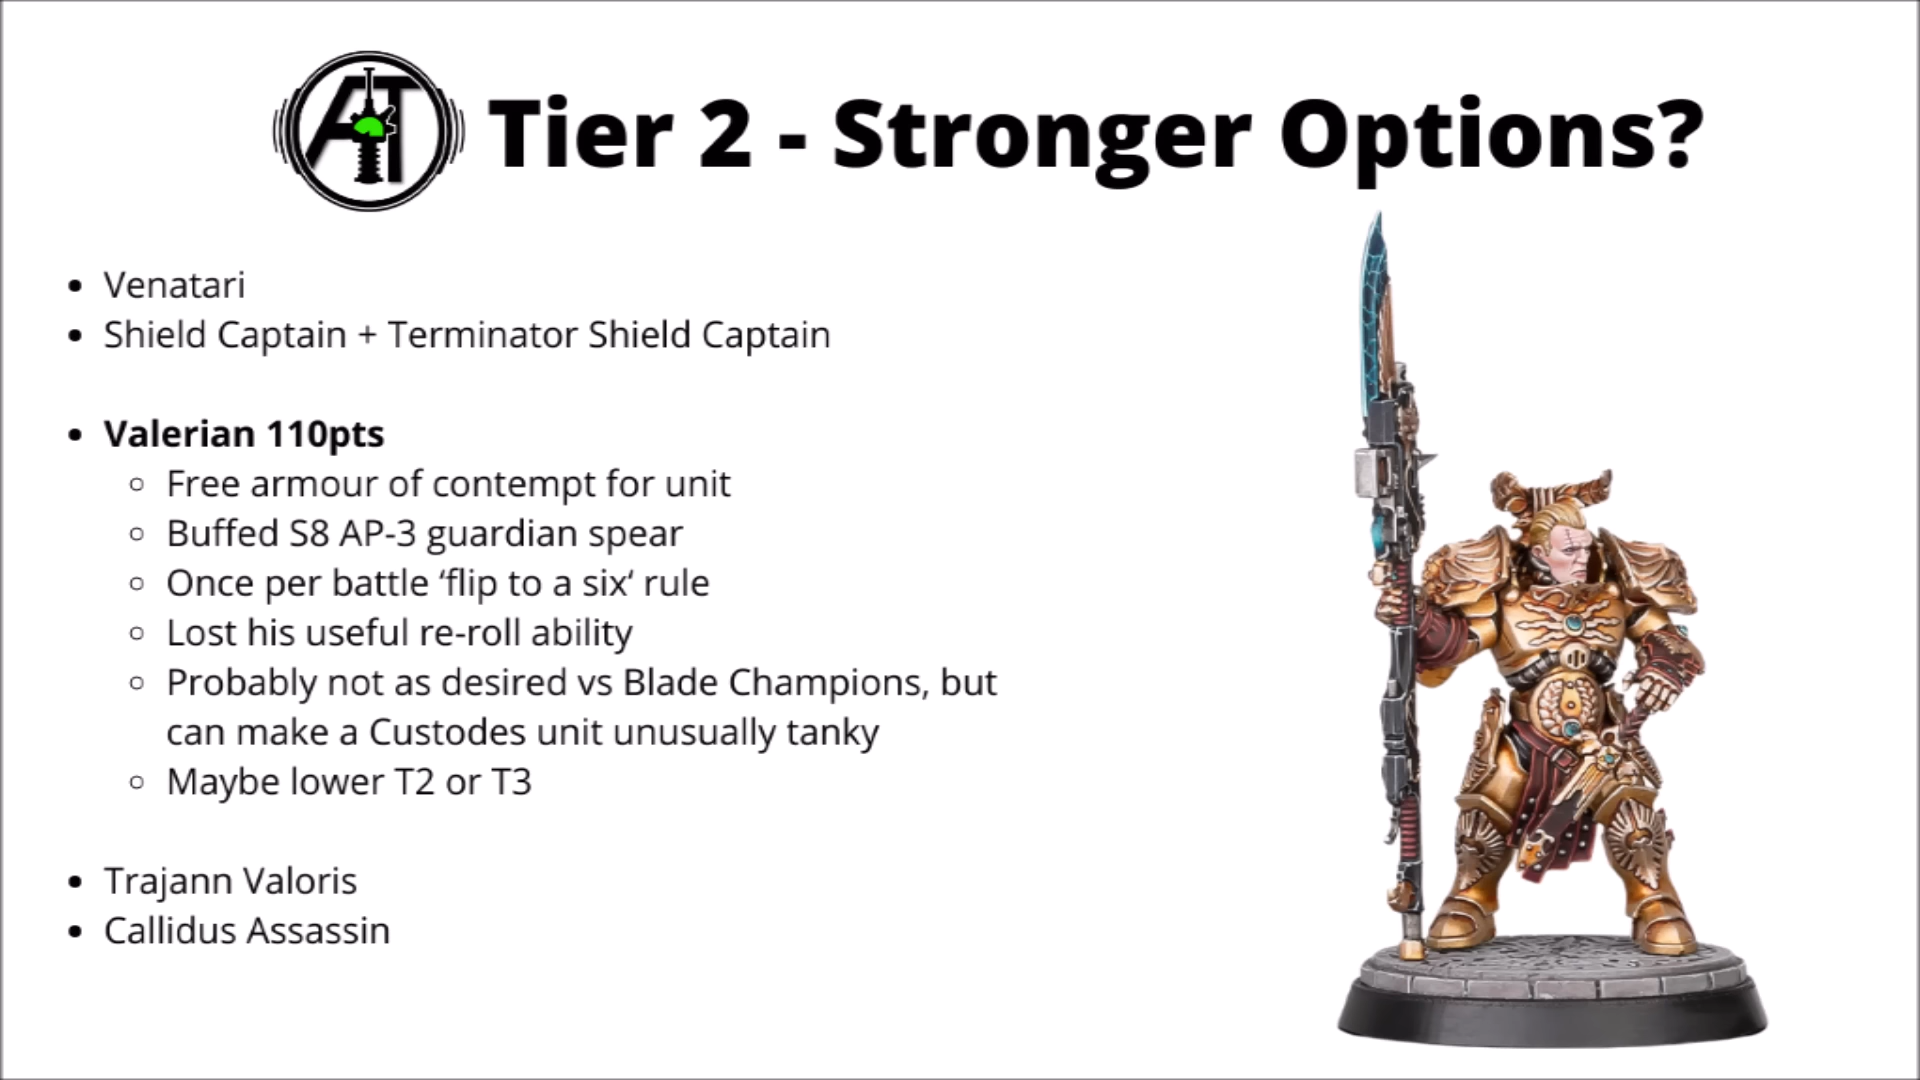 AT
Tier 2 - Stronger Options?
• Venatari
• Shield Captain + Terminator Shield Captain
• Valerian 110pts
◦ Free armour of contempt for unit
◦ Buffed S8 AP-3 guardian spear
◦ Once per battle ‘flip to a six‘ rule
◦ Lost his useful re-roll ability
◦ Probably not as desired vs Blade Champions, but
can make a Custodes unit unusually tanky
◦ Maybe lower T2 or T3
• Trajann Valoris
• Callidus Assassin